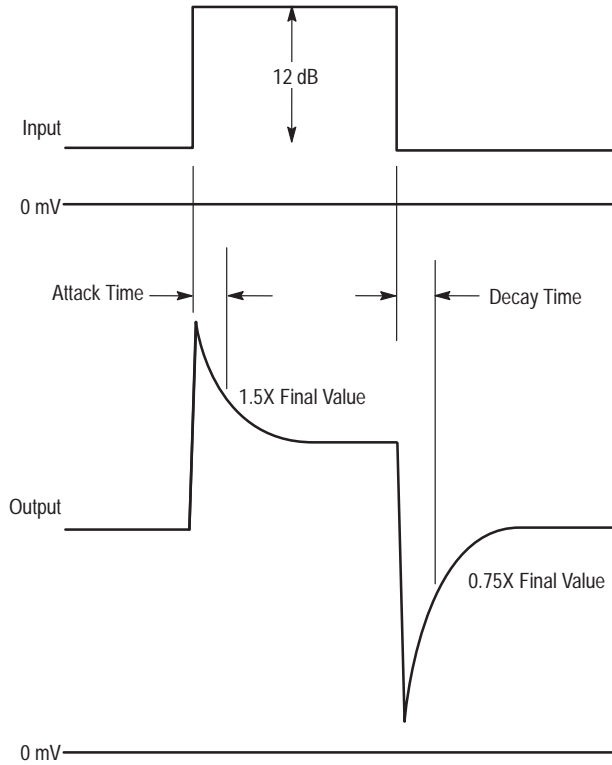 12 dB
Input
0 mV
Attack Time
Decay Time
1.5X Final Value
Output
0.75X Final Value
0 mV